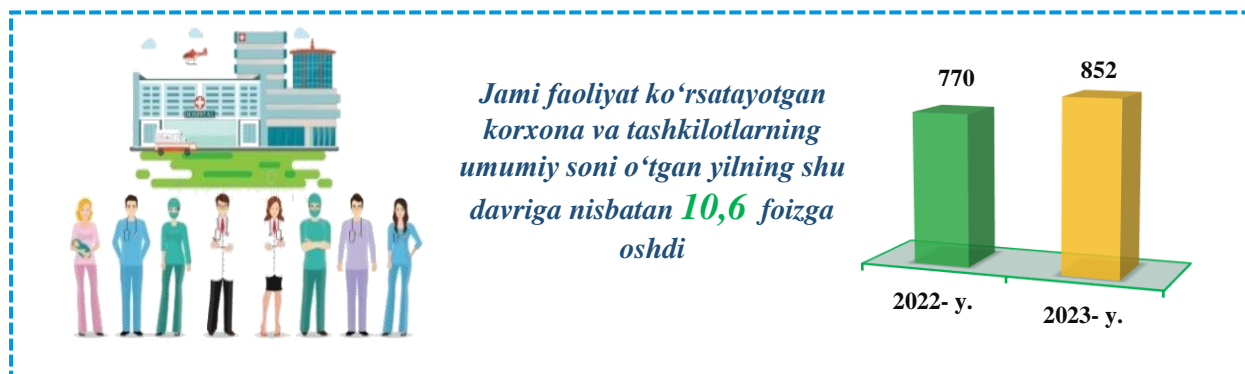 HOSPITAL
Jami faoliyat ko‘rsatayotgan
korxona va tashkilotlarning
umumiy soni o‘tgan yilning shu
davriga nisbatan 10,6 foizga
oshdi
770
852
2022- y.
2023- y.